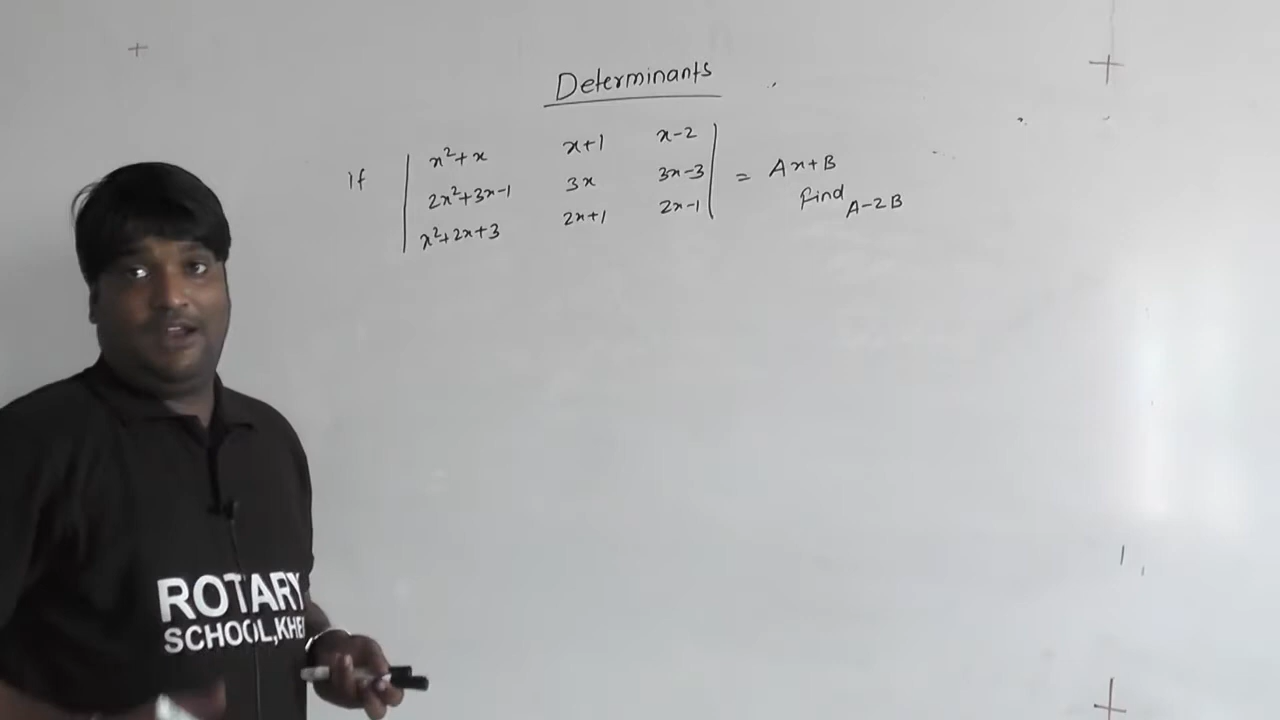 Determinants
If | x²+x x+1 x-2 |
| 2x²+3x-1 3x 3x-3 | = Ax+B
| x²+2x+3 2x+1 2x-1 | find A-2B
ROTARY
SCHOOL,KHE